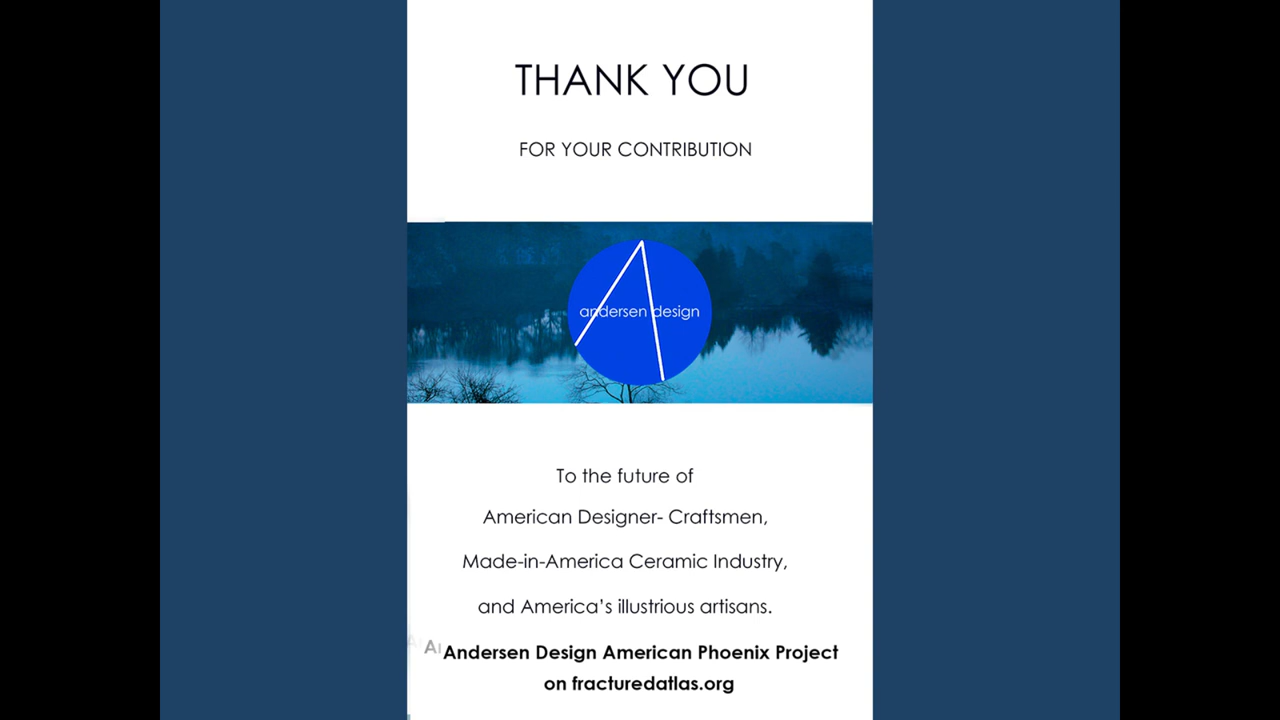 THANK YOU
FOR YOUR CONTRIBUTION
andersen design
To the future of
American Designer- Craftsmen,
Made-in-America Ceramic Industry,
and America’s illustrious artisans.
Andersen Design American Phoenix Project
on fracturedatlas.org